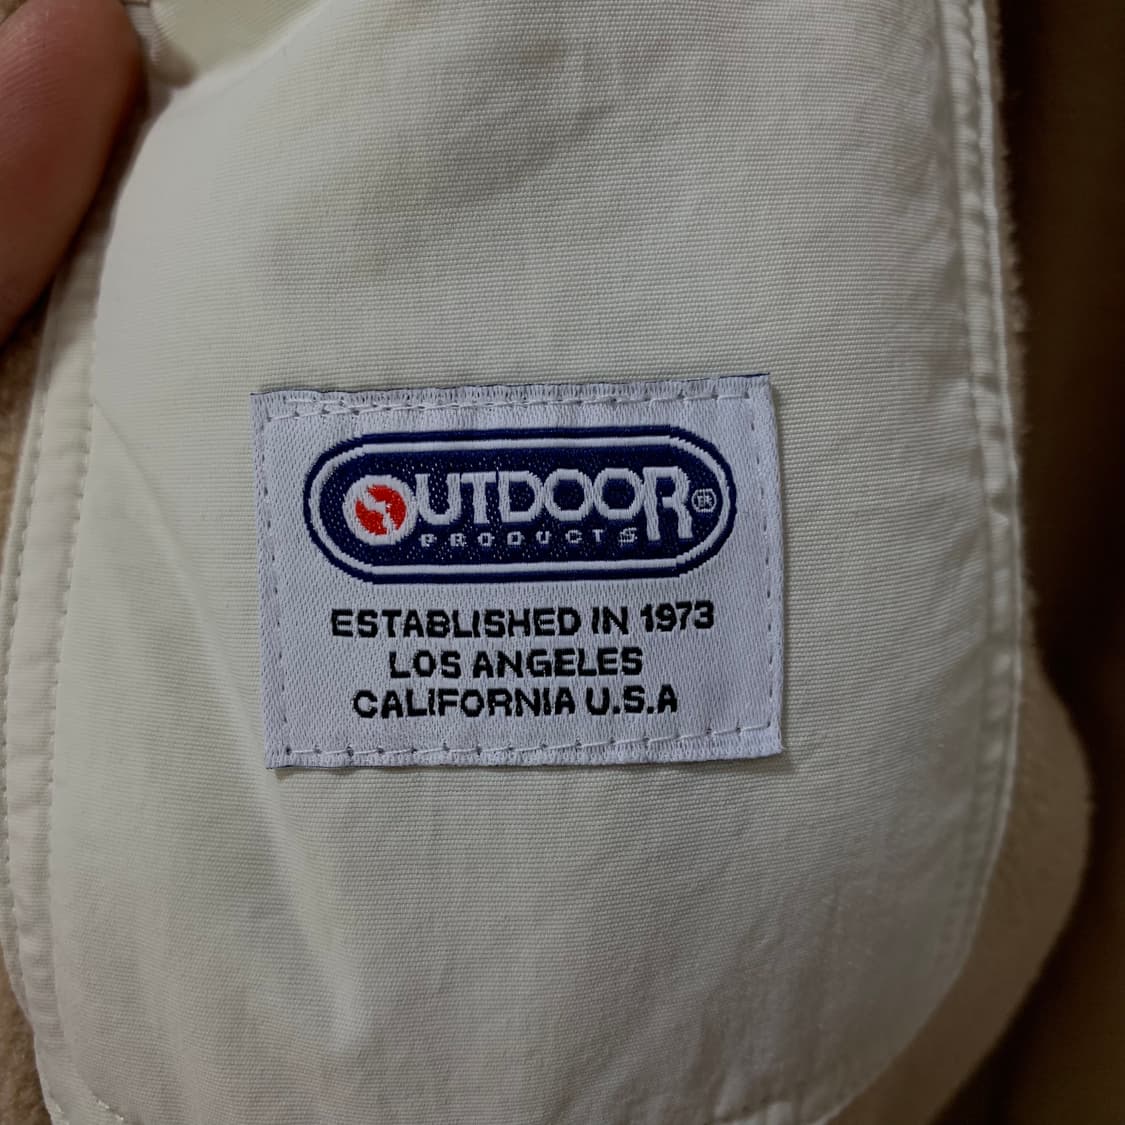 OUTDOOR
PRODUCTS
ESTABLISHED IN 1973
LOS ANGELES
CALIFORNIA U.S.A